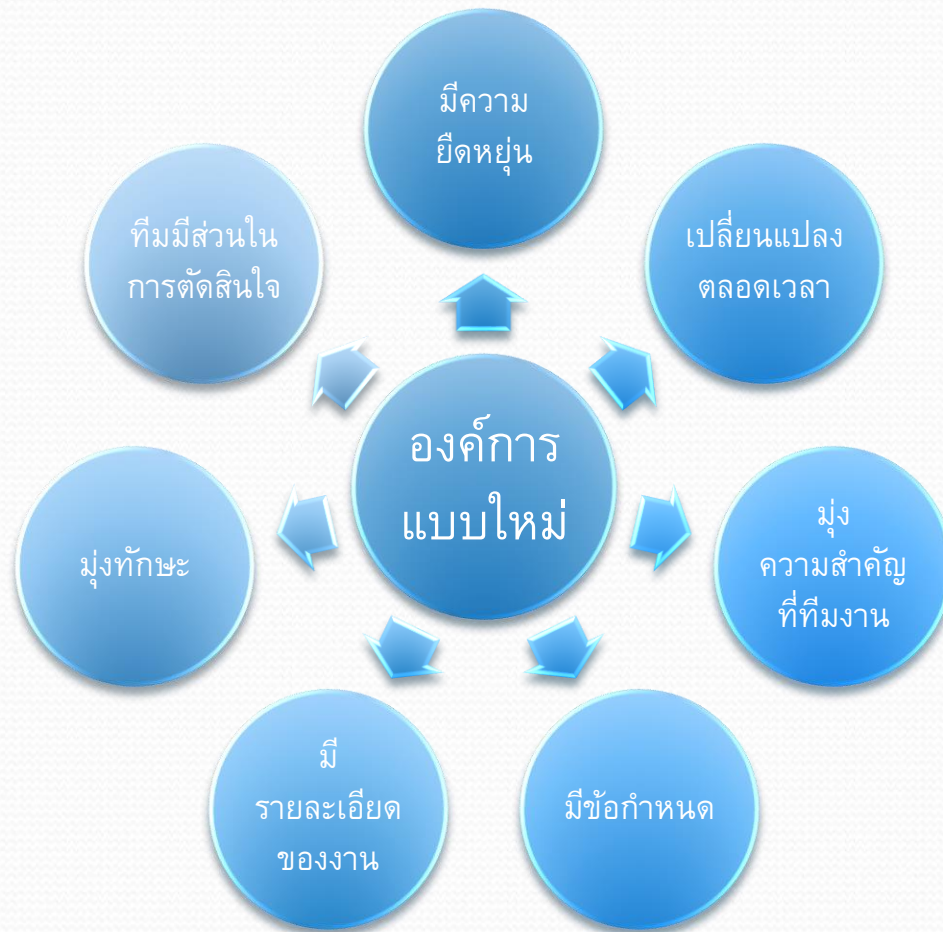 มีความ
ยืดหยุ่น
เปลี่ยนแปลง
ตลอดเวลา
มุ่ง
ความสำคัญ
ที่ทีมงาน
มีข้อกำหนด
มี
รายละเอียด
ของงาน
มุ่งทักษะ
ทีมมีส่วนใน
การตัดสินใจ
องค์การ
แบบใหม่